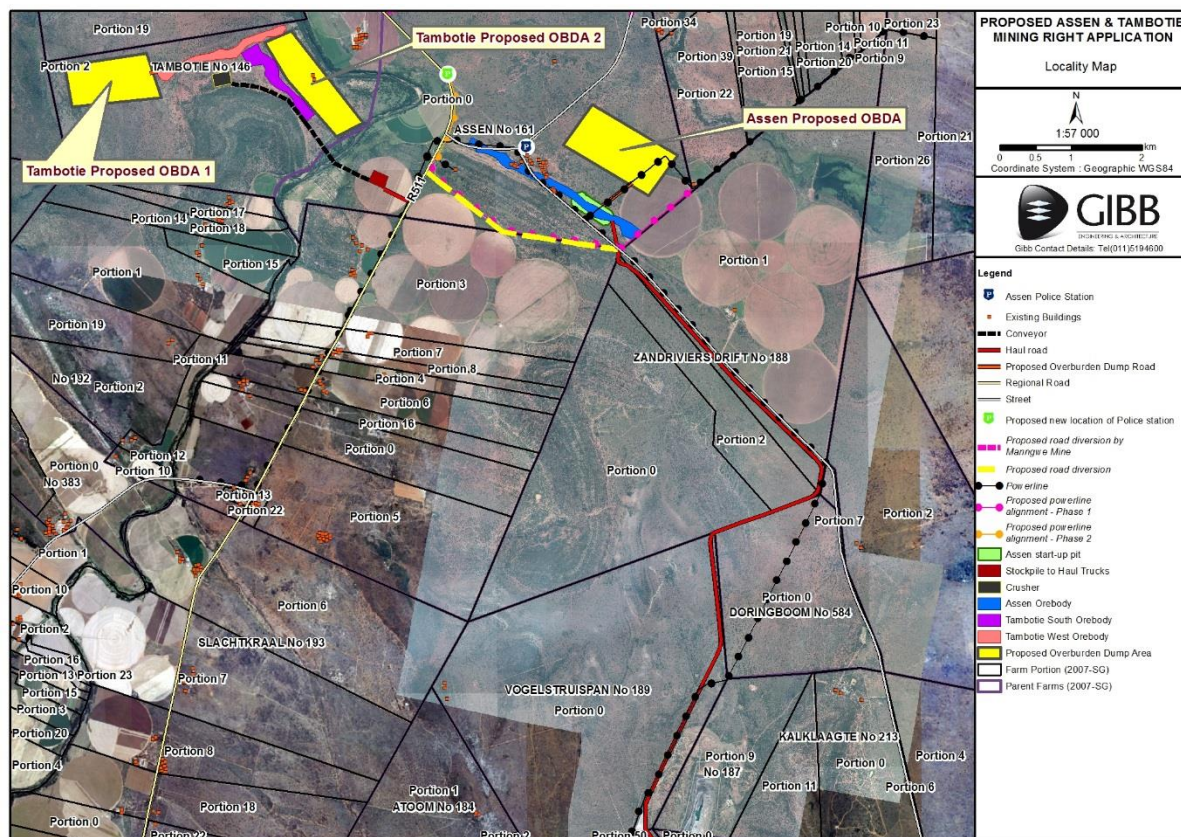 Portion 19
Tambotie Proposed OBDA 2
Portion 34
Portion 10
Portion 23
Portion 19
Portion 11
Portion 39
Portion 21
Portion 14
Portion 20
Portion 9
Portion 15
Portion 2
TAMBOTIE No 146
Portion 22
Portion 0
ASSEN No 161
Assen Proposed OBDA
Portion 21
Portion 26
Tambotie Proposed OBDA 1
R511
Portion 17
Portion 14
Portion 18
Portion 15
Portion 1
Portion 3
Portion 1
Portion 19
Portion 11
Portion 7
Portion 8
ZANDRIVIERS DRIFT No 188
No 192
Portion 2
Portion 4
Portion 6
Portion 16
Portion 0
Portion 2
Portion 12
Portion 0
Portion 10
Portion 0
No 383
Portion 13
Portion 22
Portion 5
Portion 7
Portion 2
Portion 1
Portion 10
Portion 6
Portion 0
DORINGBOOM No 584
Portion 2
SLACHTKRAAL No 193
Portion 16
Portion 13
Portion 23
Portion 15
Portion 7
VOGELSTRUISPAN No 189
Portion 0
Portion 3
Portion 20
KALKLAAGTE No 213
Portion 4
Portion 8
Portion 9
Portion 0
Portion 4
No 187
Portion 1
Portion 11
Portion 6
Portion 18
ATOOM No 184
Portion 0
Portion 22
Portion 2
Portion 50
Portion 0
PROPOSED ASSEN & TAMBOTIE
MINING RIGHT APPLICATION
Locality Map
N
1:57 000
km
0 0.5 1 2
Coordinate System : Geographic WGS84
GIBB
ENGINEERING & ARCHITECTURE
Gibb Contact Details: Tel(011)5194600
Legend
Assen Police Station
Existing Buildings
Conveyor
Haul road
Proposed Overburden Dump Road
Regional Road
Street
Proposed new location of Police station
Proposed road diversion by
Manngwe Mine
Proposed road diversion
Powerline
Proposed powerline
alignment - Phase 1
Proposed powerline
alignment - Phase 2
Assen start-up pit
Stockpile to Haul Trucks
Crusher
Assen Orebody
Tambotie South Orebody
Tambotie West Orebody
Proposed Overburden Dump Area
Farm Portion (2007-SG)
Parent Farms (2007-SG)